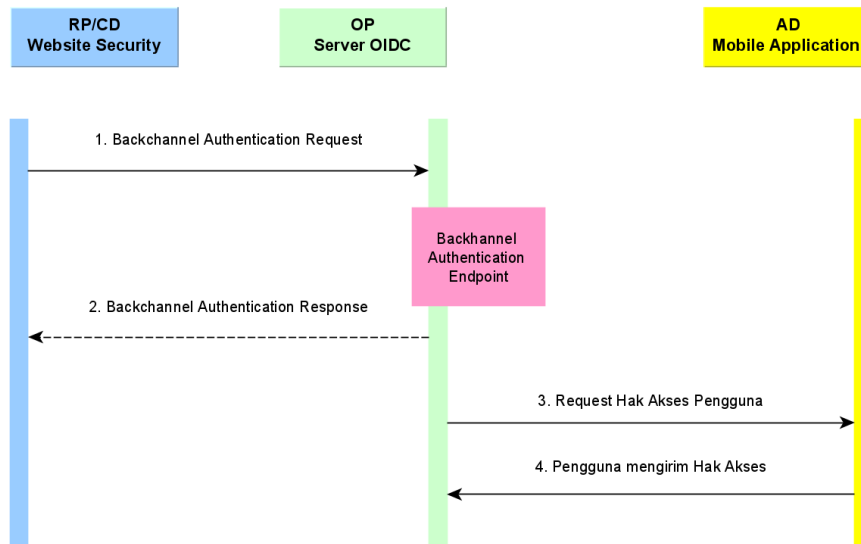 RP/CD
Website Security
OP
Server OIDC
AD
Mobile Application
1. Backchannel Authentication Request
Backhannel
Authentication
Endpoint
2. Backchannel Authentication Response
3. Request Hak Akses Pengguna
4. Pengguna mengirim Hak Akses